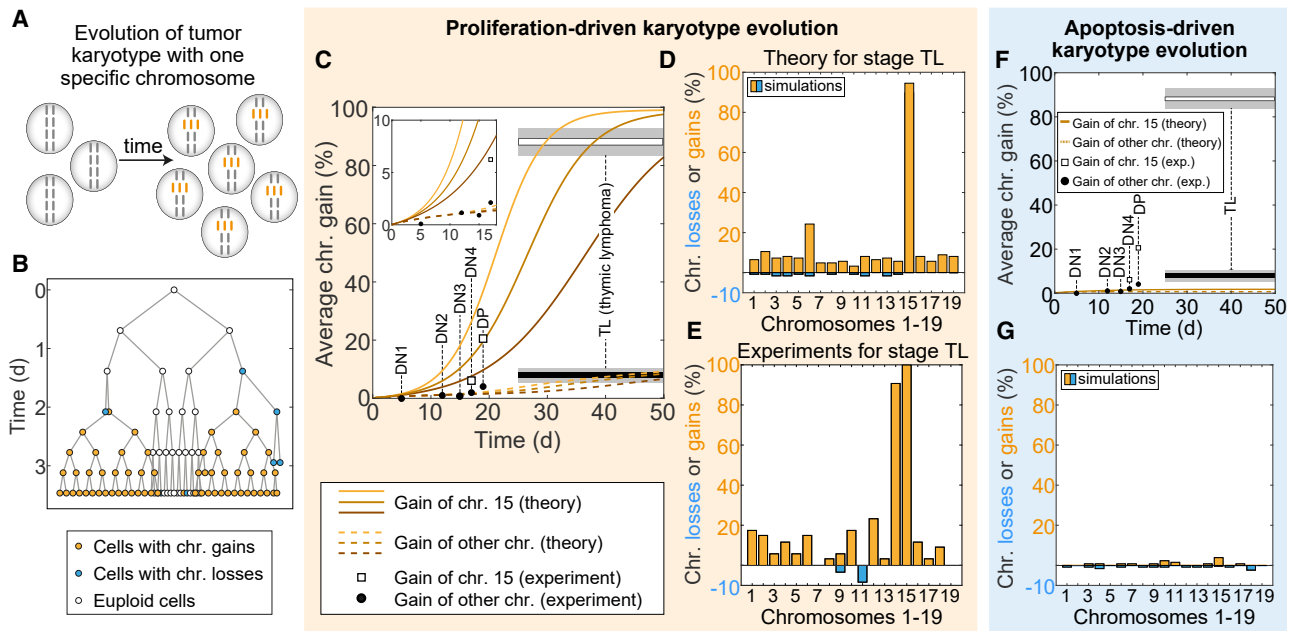 A
Evolution of tumor
karyotype with one
specific chromosome
time
B
0
1
2
3
Time (d)
Cells with chr. gains
Cells with chr. losses
Euploid cells
Proliferation-driven karyotype evolution
C
Average chr. gain (%)
100
80
60
40
20
0
10
5
0
0
10
DN1
DN2
DN3
DN4
DP
TL (thymic lymphoma)
0 20 40 50
Time (d)
Gain of chr. 15 (theory)
Gain of other chr. (theory)
Gain of chr. 15 (experiment)
Gain of other chr. (experiment)
D
Theory for stage TL
simulations
Chr. losses or gains (%)
100
80
60
40
20
-10
1 3 5 7 9 11 13 15 17 19
Chromosomes 1-19
E
Experiments for stage TL
Chr. losses or gains (%)
100
80
60
40
20
-10
1 3 5 7 9 11 13 15 17 19
Chromosomes 1-19
Apoptosis-driven
karyotype evolution
F
Average chr. gain (%)
100
80
60
40
20
0
Gain of chr. 15 (theory)
Gain of other chr. (theory)
Gain of chr. 15 (exp.)
Gain of other chr. (exp.)
DN1
DN2
DN3
DN4
DP
TL
0 10 20 30 40 50
Time (d)
G
simulations
Chr. losses or gains (%)
100
80
60
40
20
-10
1 3 5 7 9 11 13 15 17 19
Chromosomes 1-19